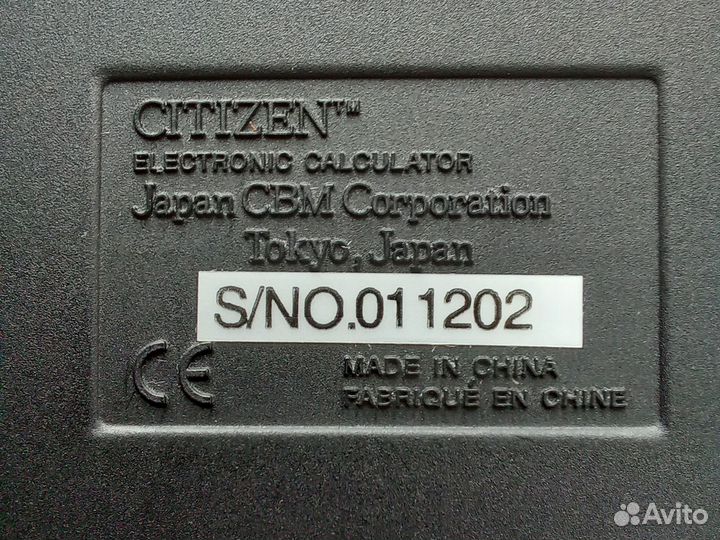 CITIZEN™
ELECTRONIC CALCULATOR
Japan CBM Corporation
Tokyo, Japan
S/NO.011202
CE
MADE IN CHINA
FABRIQUÉ EN CHINE
Avito